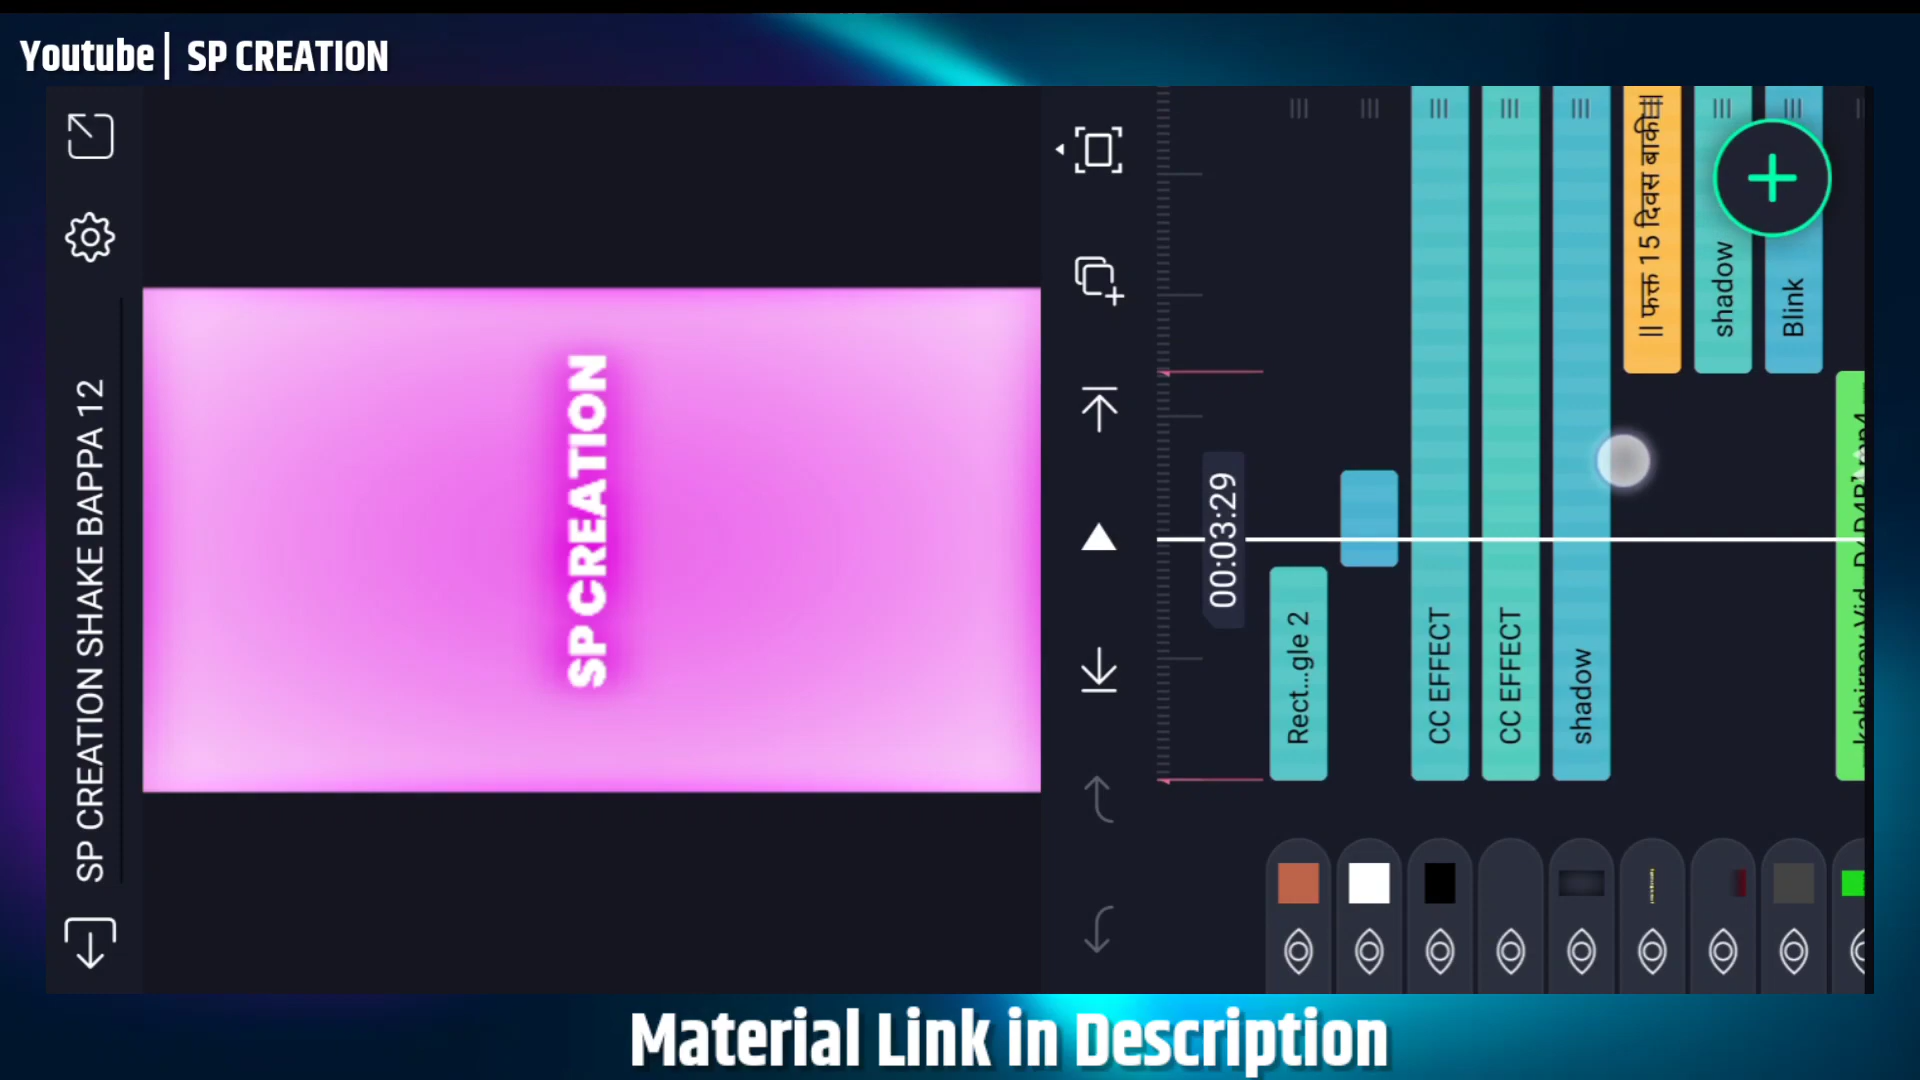 Youtube| SP CREATION
SP CREATION SHAKE BAPPA 12
SP CREATION
00:03:29
Rect...gle 2
CC EFFECT
CC EFFECT
shadow
|| फक्त 15 दिवस बाकी ||
shadow
Blink
Material Link in Description